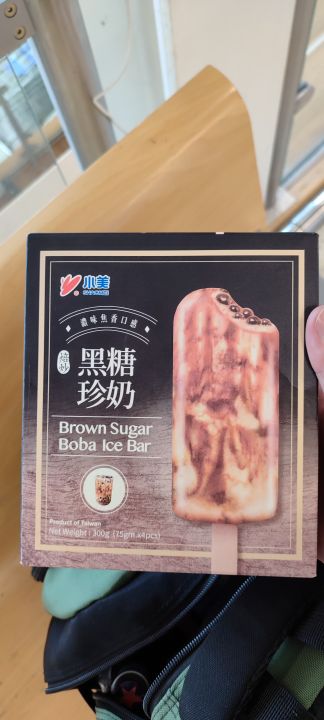 小美
SHAOMEI
濃味焦香口感
黑糖
珍奶
Brown Sugar
Boba Ice Bar
Product of Taiwan
Net Weight : 300g (75gm x4pcs)